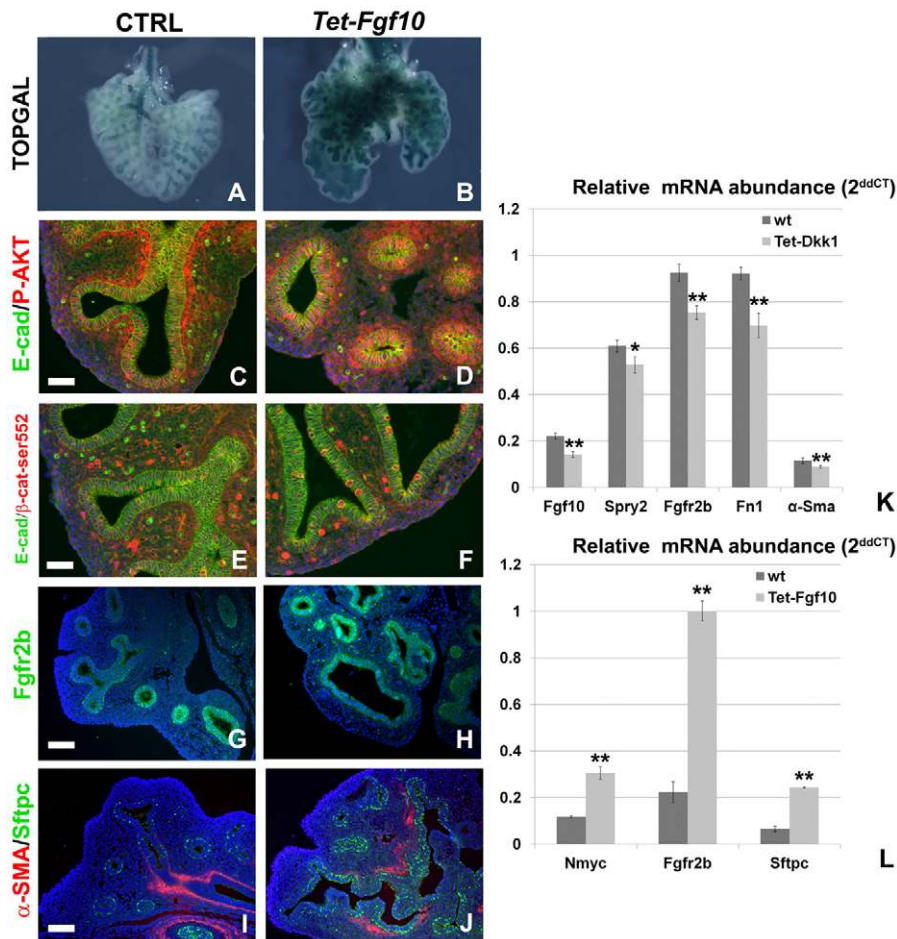 CTRL
Tet-Fgf10
TOPGAL
A
B
E-cad/P-AKT
C
D
E-cad/β-cat-ser552
E
F
Fgfr2b
G
H
α-SMA/Sftpc
I
J
Relative mRNA abundance (2ddCT)
1.2
1
0.8
0.6
0.4
0.2
0
wt
Tet-Dkk1
**
*
**
**
**
Fgf10
Spry2
Fgfr2b
Fn1
α-Sma
K
Relative mRNA abundance (2ddCT)
1.2
1
0.8
0.6
0.4
0.2
0
wt
Tet-Fgf10
**
**
**
Nmyc
Fgfr2b
Sftpc
L